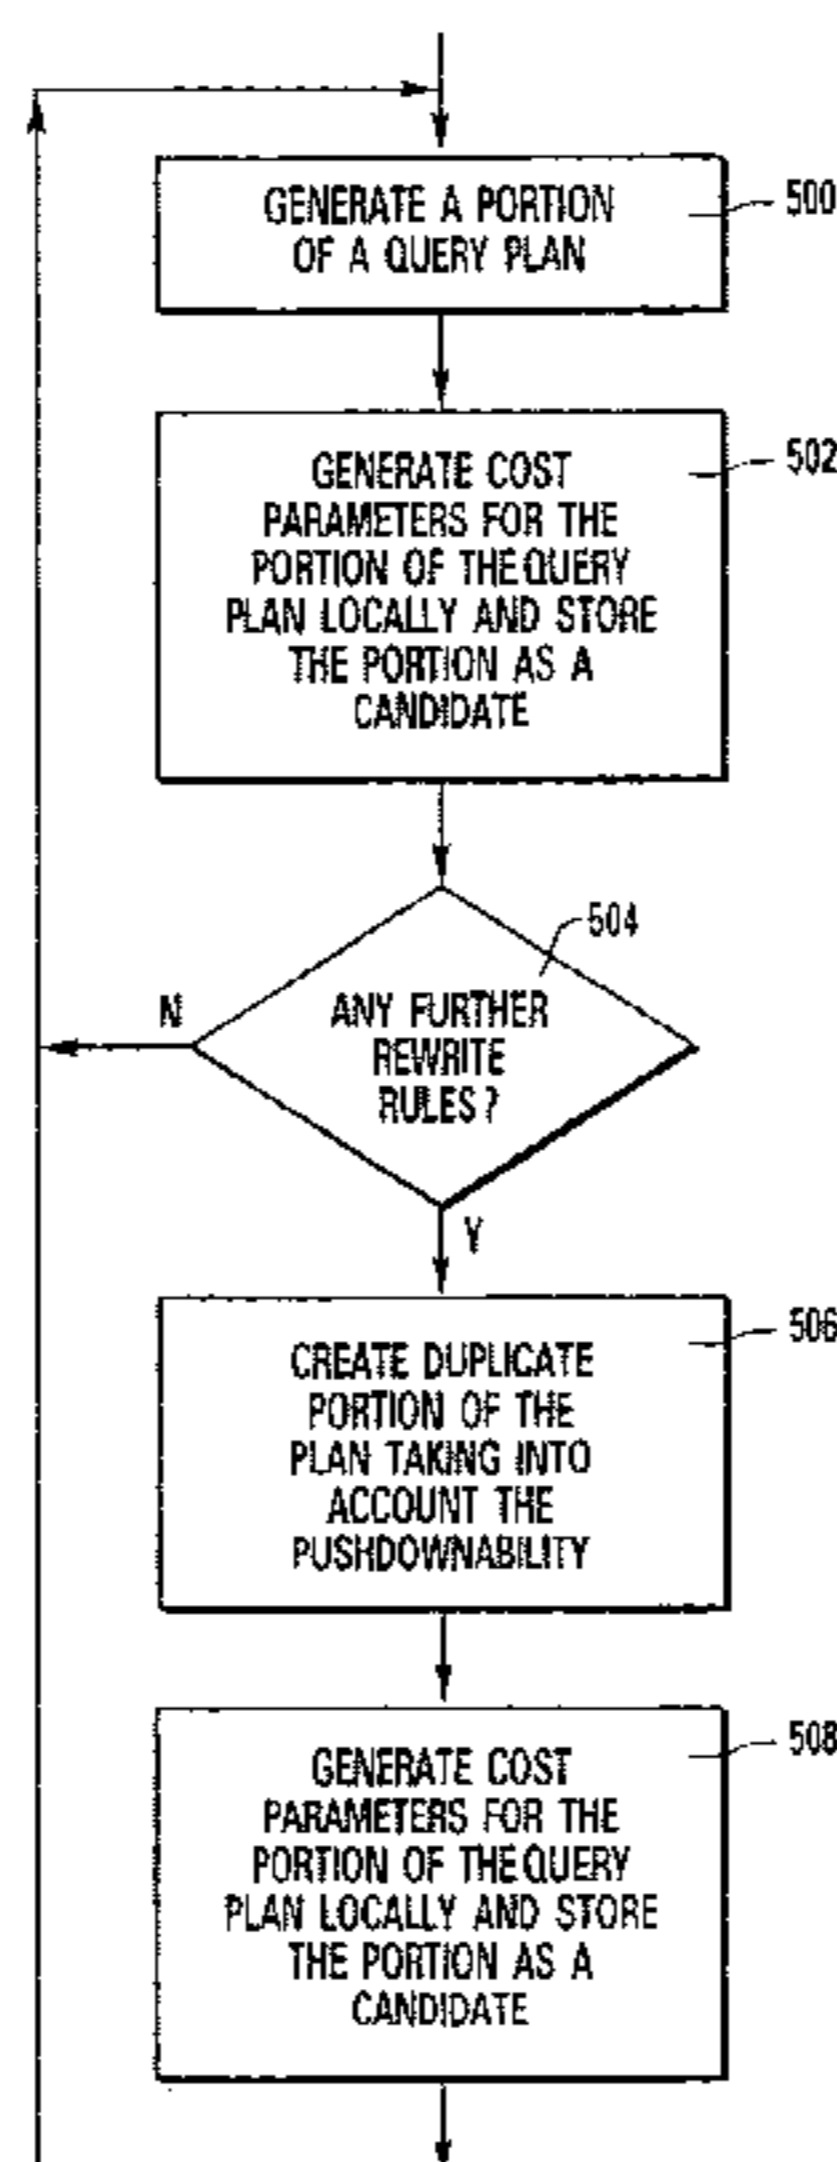 GENERATE A PORTION
OF A QUERY PLAN
500
GENERATE COST
PARAMETERS FOR THE
PORTION OF THE QUERY
PLAN LOCALLY AND STORE
THE PORTION AS A
CANDIDATE
502
504
N
ANY FURTHER
REWRITE
RULES?
Y
CREATE DUPLICATE
PORTION OF THE
PLAN TAKING INTO
ACCOUNT THE
PUSHDOWNABILITY
506
GENERATE COST
PARAMETERS FOR THE
PORTION OF THE QUERY
PLAN LOCALLY AND STORE
THE PORTION AS A
CANDIDATE
508